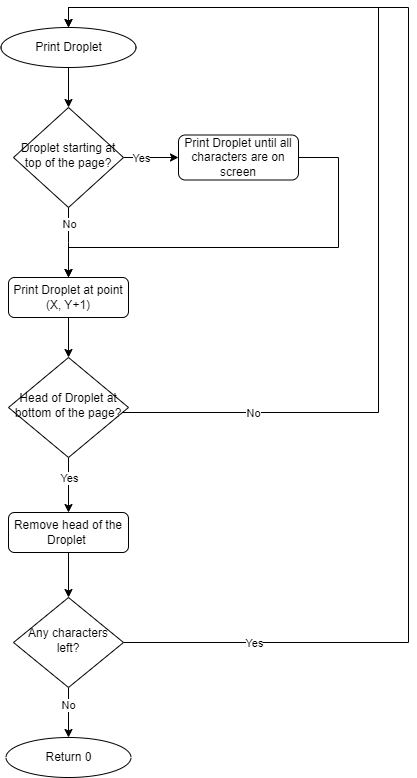 Print Droplet
Droplet starting at
top of the page?
Yes
Print Droplet until all
characters are on
screen
No
Print Droplet at point
(X, Y+1)
Head of Droplet at
bottom of the page?
No
Yes
Remove head of the
Droplet
Any characters
left?
Yes
No
Return 0